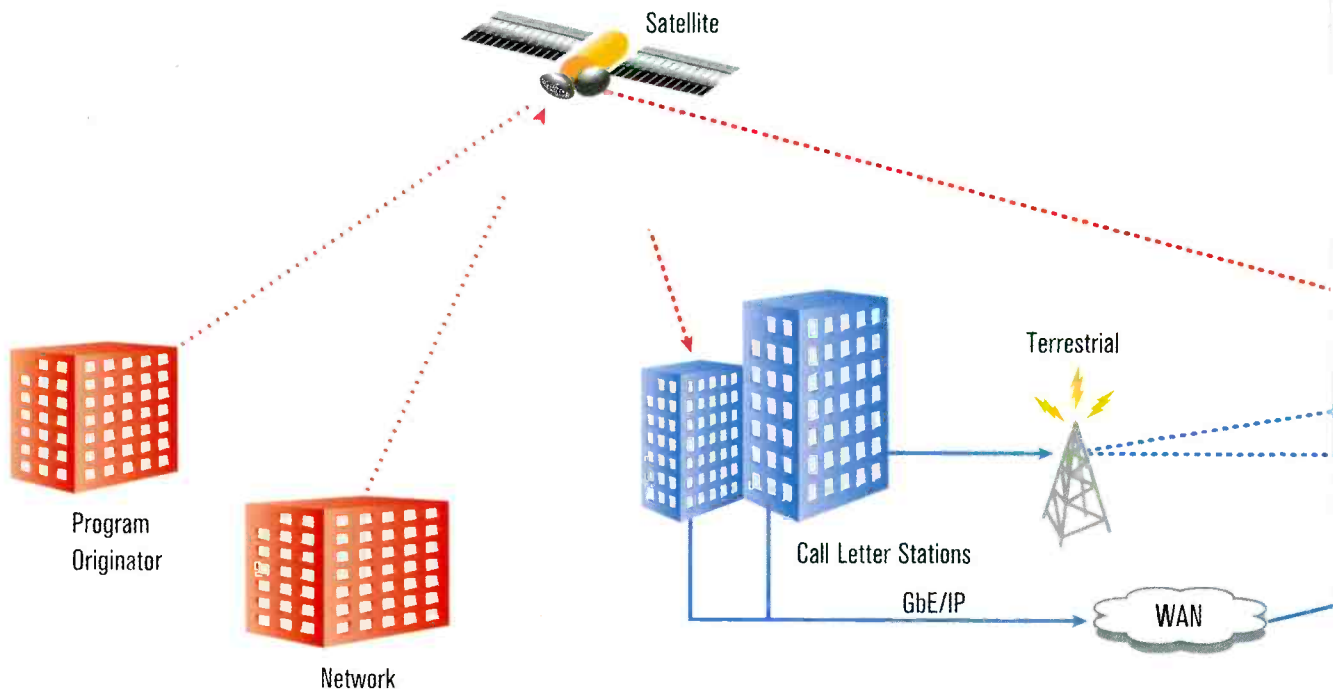 Satellite
Terrestrial
Program
Originator
Call Letter Stations
GbE/IP
WAN
Network